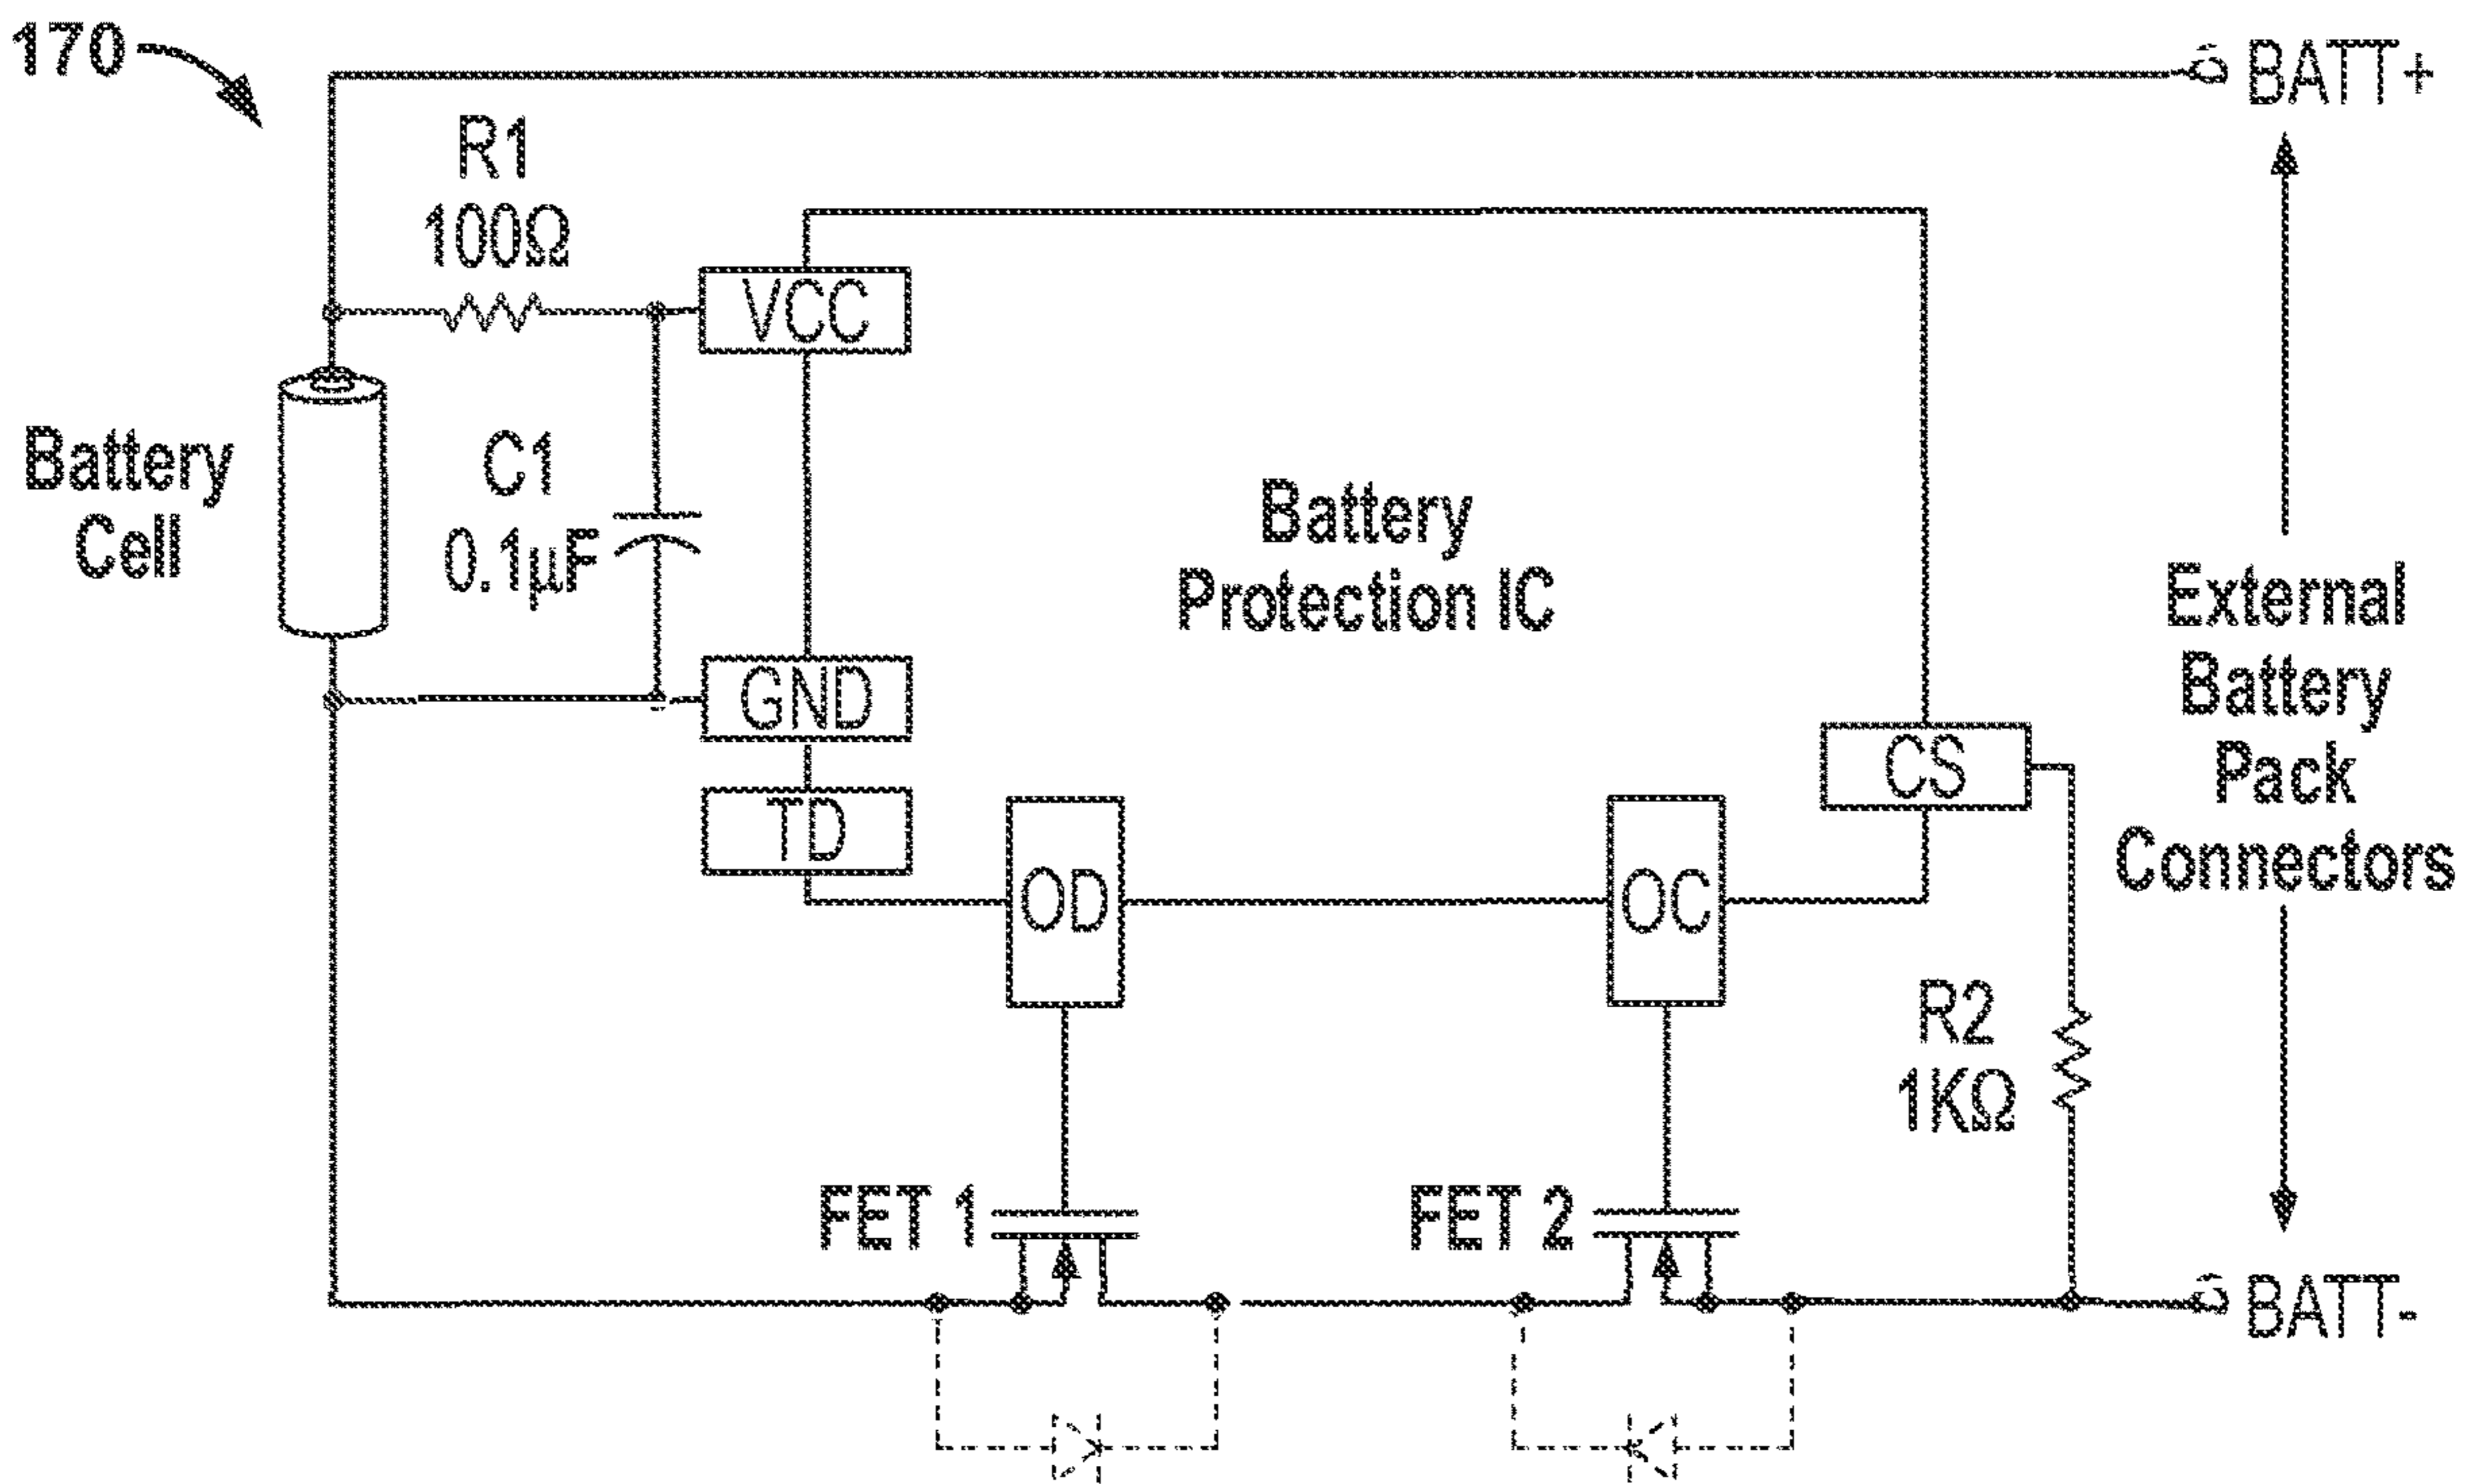 170
BATT+
R1
100Ω
VCC
Battery
Cell
C1
0.1µF
Battery
Protection IC
External
Battery
Pack
Connectors
GND
CS
TD
OD
OC
R2
1KΩ
FET 1
FET 2
BATT-